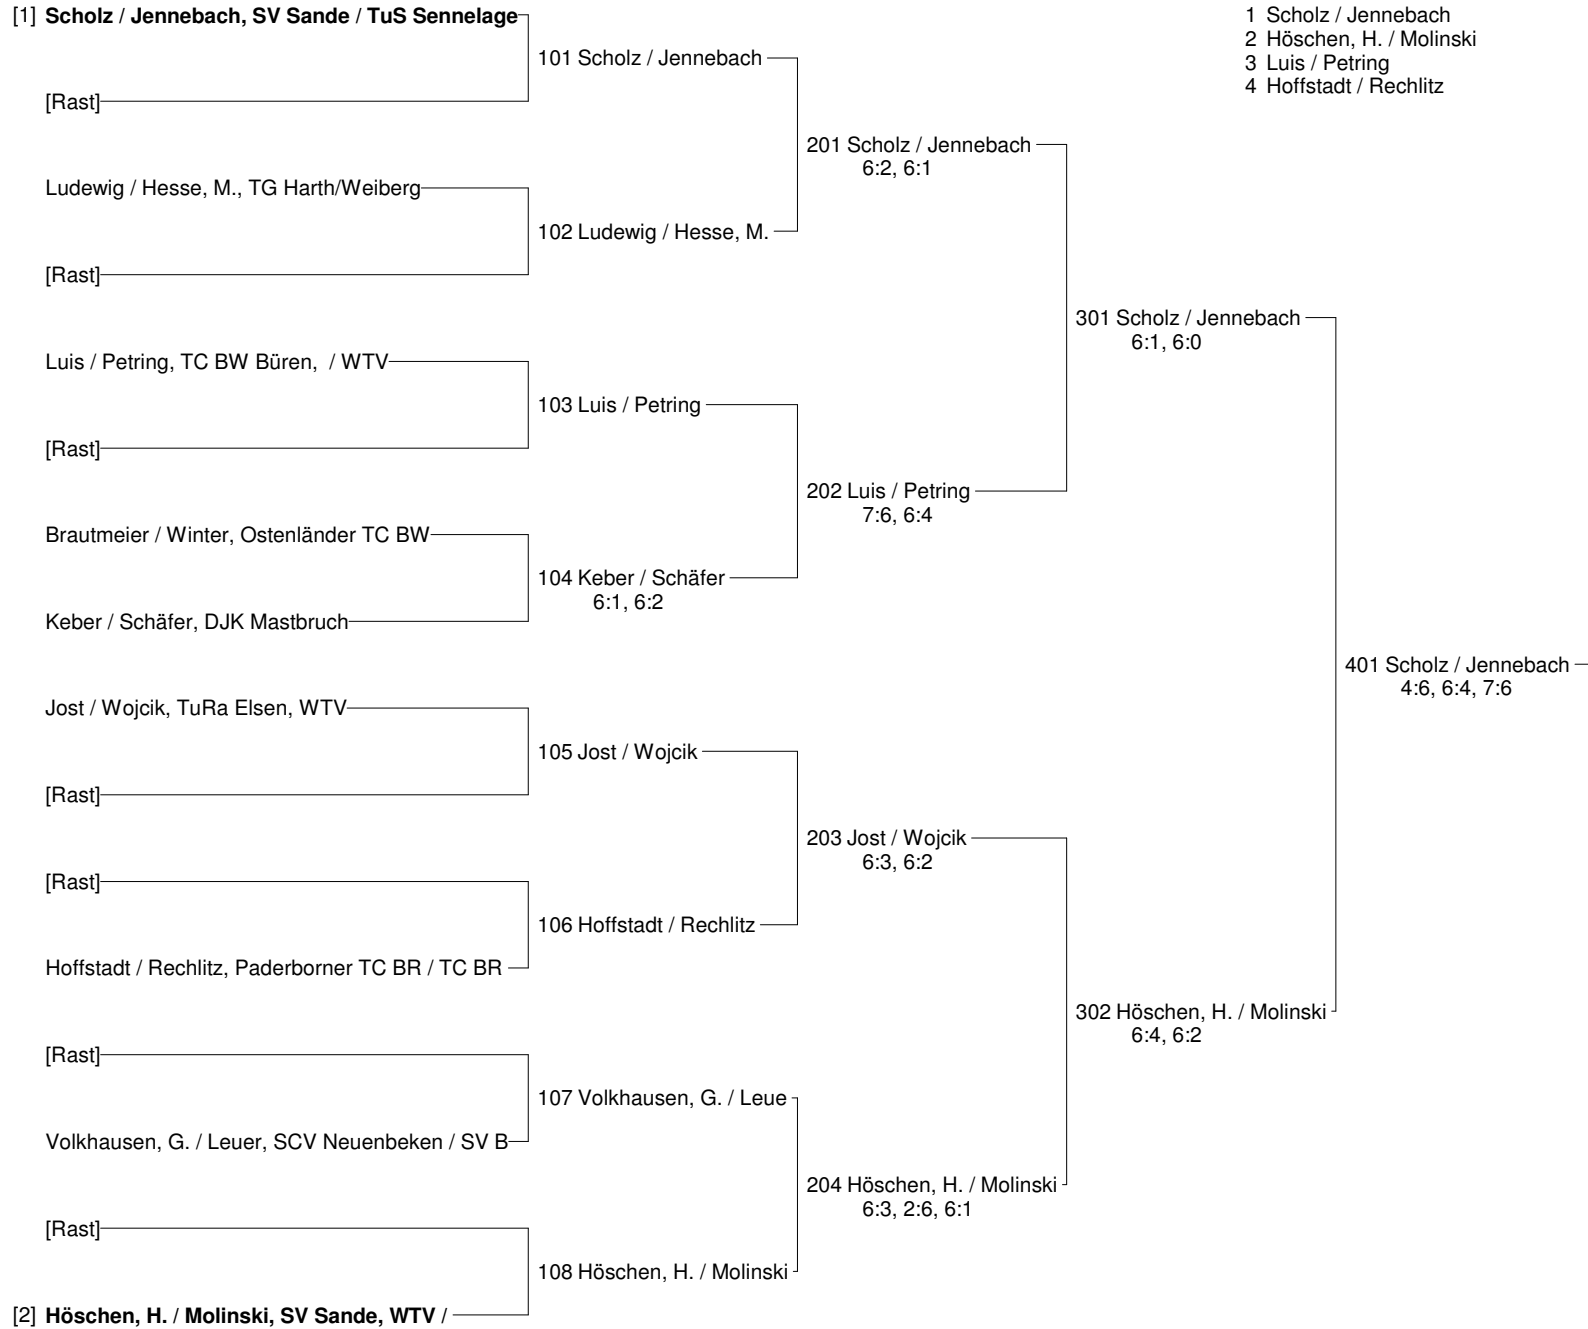 [1] Scholz / Jennebach, SV Sande / TuS Sennelage
[Rast]
Ludewig / Hesse, M., TG Harth/Weiberg
[Rast]
Luis / Petring, TC BW Büren,  / WTV
[Rast]
Brautmeier / Winter, Ostenländer TC BW
Keber / Schäfer, DJK Mastbruch
Jost / Wojcik, TuRa Elsen, WTV
[Rast]
[Rast]
Hoffstadt / Rechlitz, Paderborner TC BR / TC BR
[Rast]
Volkhausen, G. / Leuer, SCV Neuenbeken / SV B
[Rast]
[2] Höschen, H. / Molinski, SV Sande, WTV /
101 Scholz / Jennebach
102 Ludewig / Hesse, M.
103 Luis / Petring
104 Keber / Schäfer
6:1, 6:2
105 Jost / Wojcik
106 Hoffstadt / Rechlitz
107 Volkhausen, G. / Leue
108 Höschen, H. / Molinski
201 Scholz / Jennebach
6:2, 6:1
202 Luis / Petring
7:6, 6:4
203 Jost / Wojcik
6:3, 6:2
204 Höschen, H. / Molinski
6:3, 2:6, 6:1
301 Scholz / Jennebach
6:1, 6:0
302 Höschen, H. / Molinski
6:4, 6:2
401 Scholz / Jennebach
4:6, 6:4, 7:6
1 Scholz / Jennebach
2 Höschen, H. / Molinski
3 Luis / Petring
4 Hoffstadt / Rechlitz